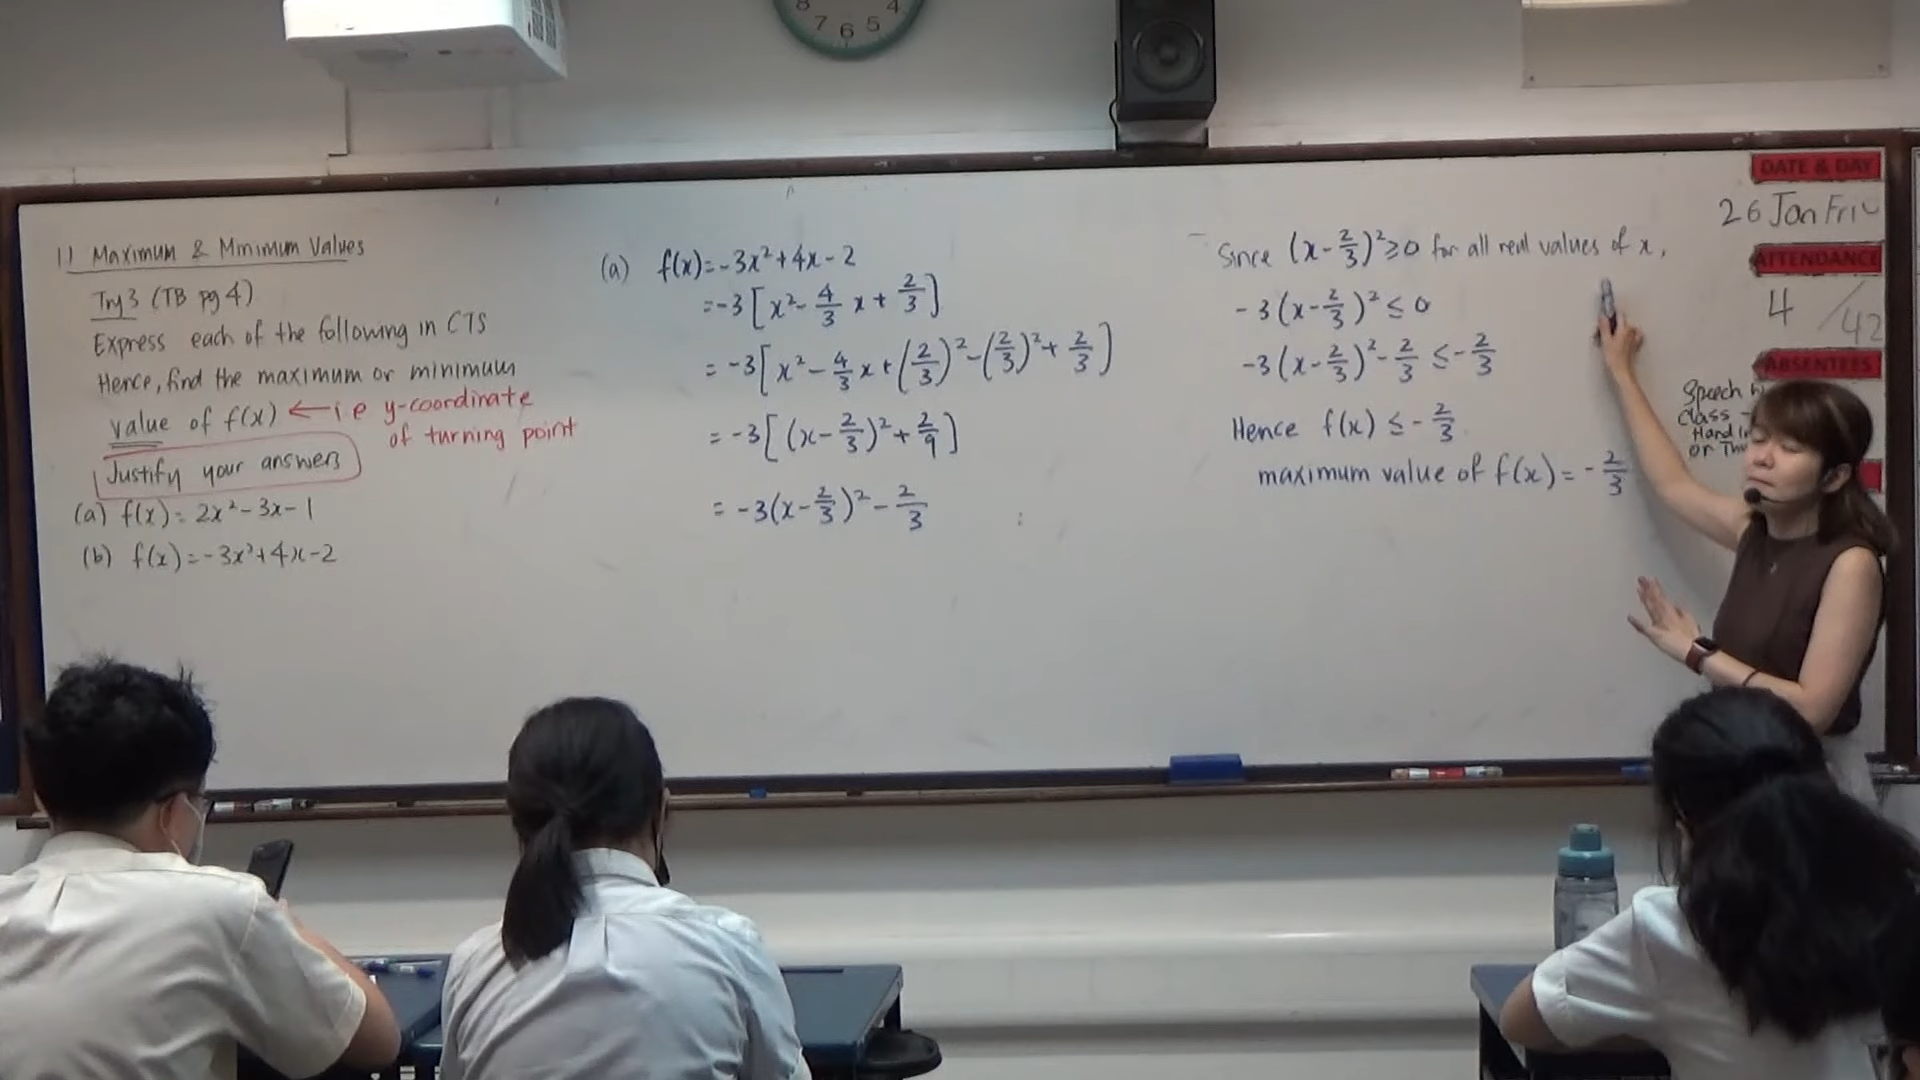 1) Maximum & Minimum Values
Try 3 (TB pg 4)
Express each of the following in CTS
Hence, find the maximum or minimum
value of f(x) ← i e y-coordinate
of turning point
Justify your answers
(a) f(x) = 2x² - 3x - 1
(b) f(x) = -3x² + 4x - 2
(a) f(x) = -3x² + 4x - 2
= -3[x² - 4/3 x + 2/3]
= -3[x² - 4/3 x + (2/3)² - (2/3)² + 2/3]
= -3[(x - 2/3)² + 2/9]
= -3(x - 2/3)² - 2/3
Since (x - 2/3)² ≥ 0 for all real values of x,
-3(x - 2/3)² ≤ 0
-3(x - 2/3)² - 2/3 ≤ -2/3
Hence f(x) ≤ -2/3
maximum value of f(x) = -2/3
DATE & DAY
26 Jan Fri
ATTENDANCE
4 /42
ABSENTEES
Speech
Class
Hand in
or
8 7 6 5 4